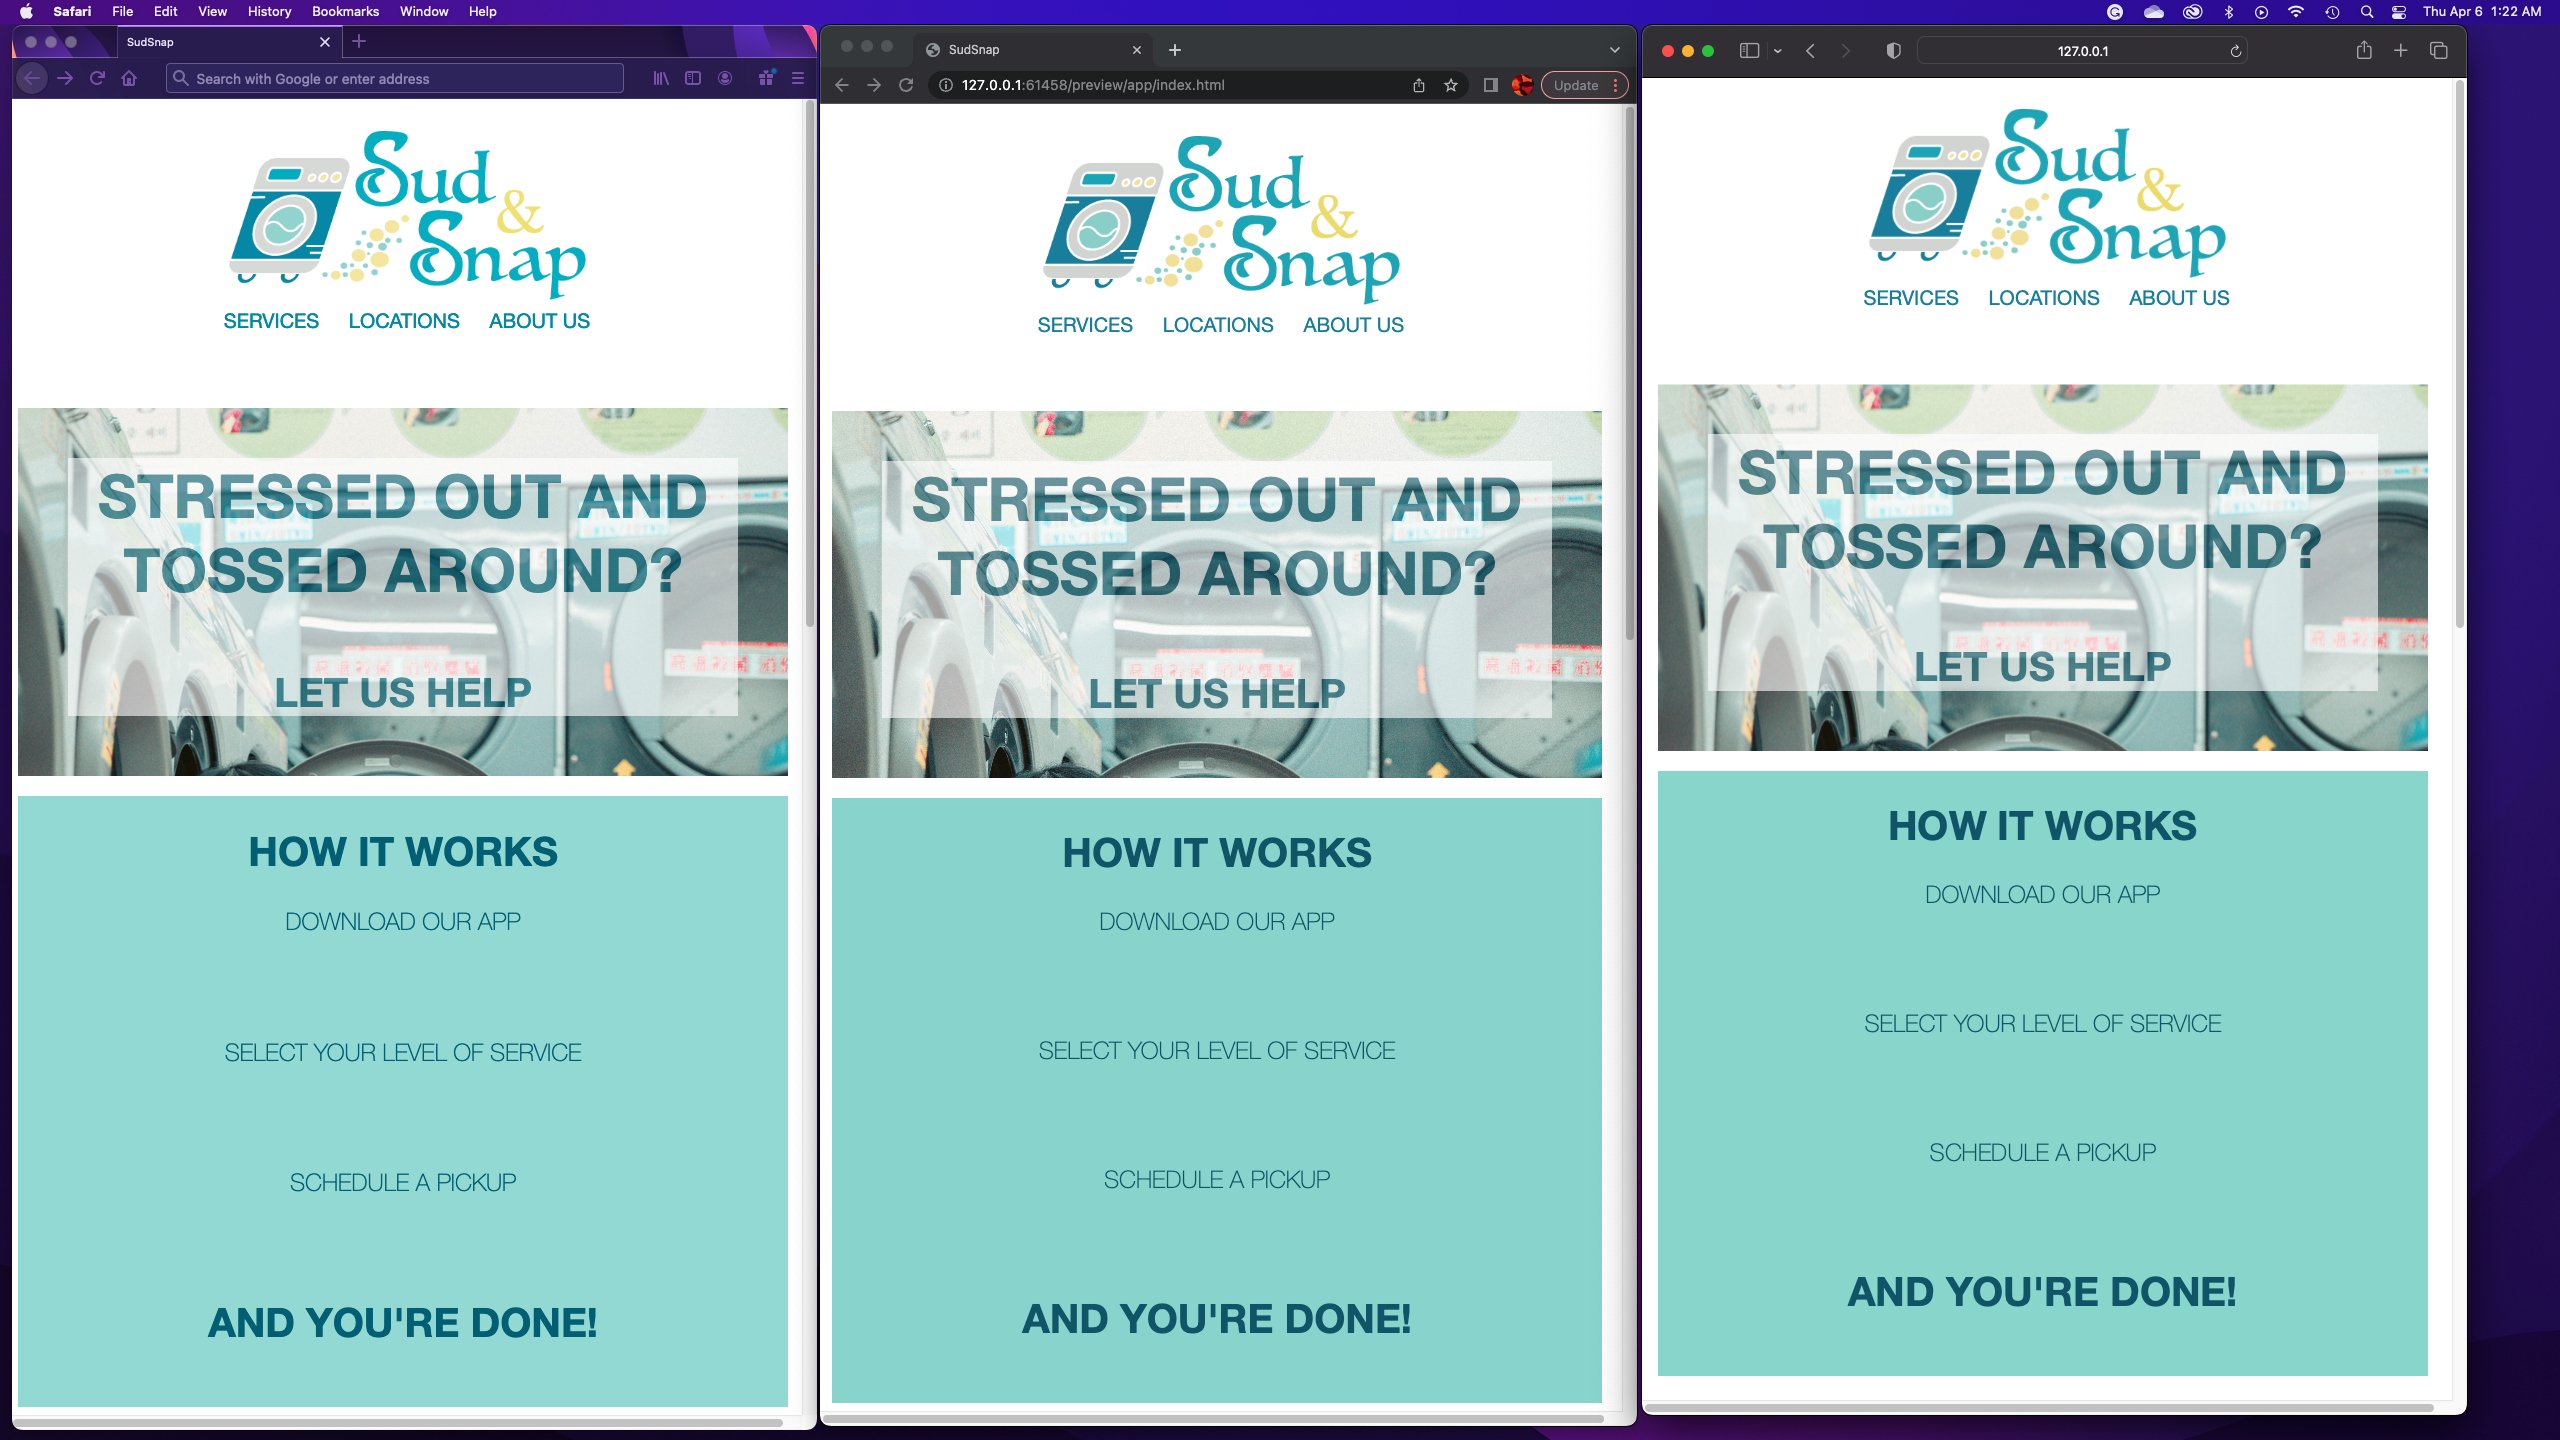 Safari File Edit View History Bookmarks Window Help
Thu Apr 6 1:22 AM
SudSnap
Search with Google or enter address
Sud
&
Snap
SERVICES LOCATIONS ABOUT US
STRESSED OUT AND
TOSSED AROUND?
LET US HELP
HOW IT WORKS
DOWNLOAD OUR APP
SELECT YOUR LEVEL OF SERVICE
SCHEDULE A PICKUP
AND YOU'RE DONE!
SudSnap
127.0.0.1:61458/preview/app/index.html
Update
Sud
&
Snap
SERVICES LOCATIONS ABOUT US
STRESSED OUT AND
TOSSED AROUND?
LET US HELP
HOW IT WORKS
DOWNLOAD OUR APP
SELECT YOUR LEVEL OF SERVICE
SCHEDULE A PICKUP
AND YOU'RE DONE!
127.0.0.1
Sud
&
Snap
SERVICES LOCATIONS ABOUT US
STRESSED OUT AND
TOSSED AROUND?
LET US HELP
HOW IT WORKS
DOWNLOAD OUR APP
SELECT YOUR LEVEL OF SERVICE
SCHEDULE A PICKUP
AND YOU'RE DONE!